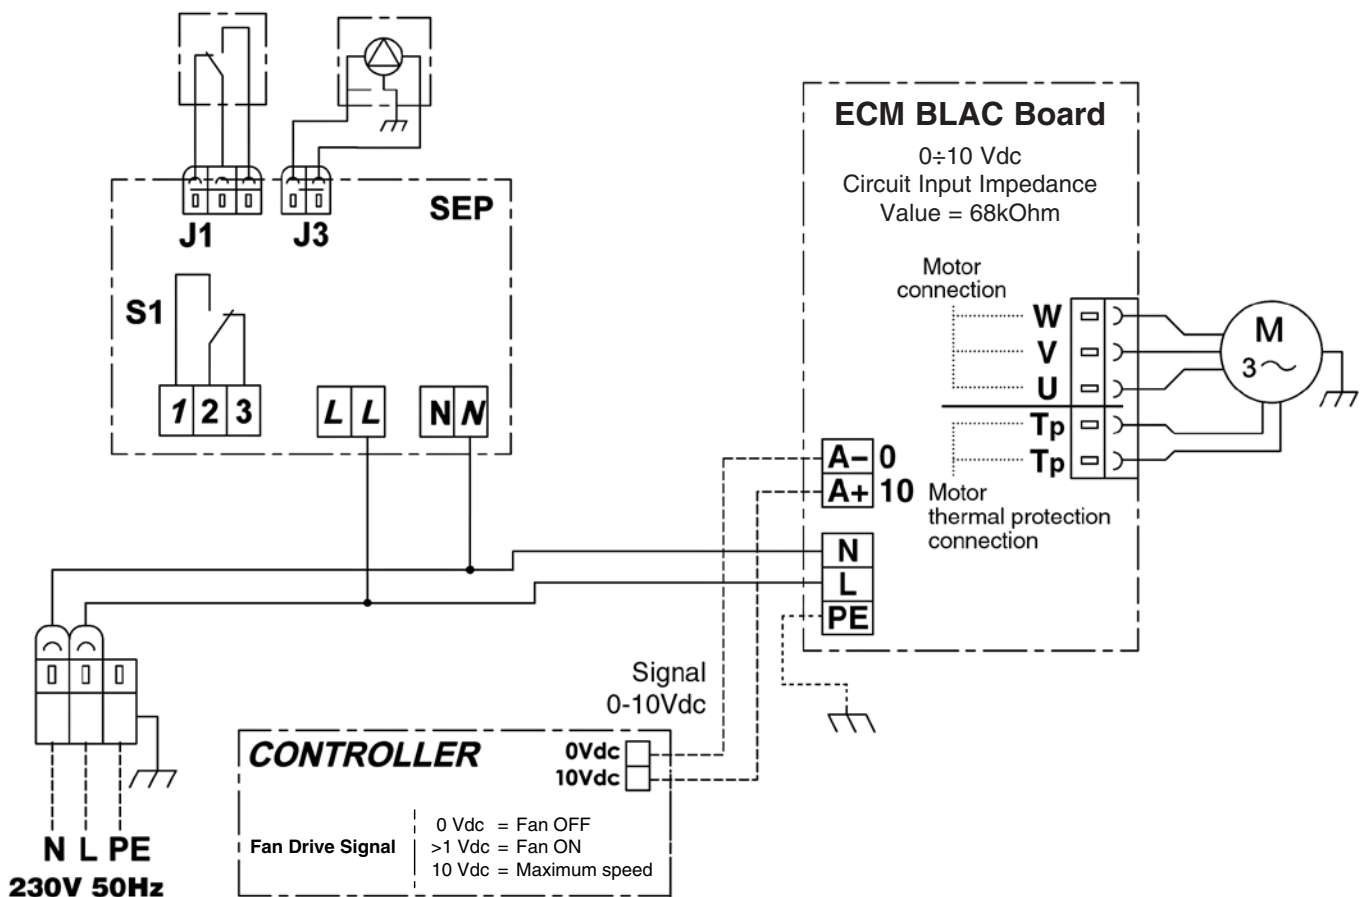 ECM BLAC Board
0÷10 Vdc
Circuit Input Impedance
Value = 68kOhm
SEP
J1 J3
S1
1 2 3
L L
N N
Motor
connection
W
V
U
Tp
Tp
M
3~
A− 0
A+ 10
Motor
thermal protection
connection
N
L
PE
Signal
0-10Vdc
CONTROLLER
0Vdc
10Vdc
Fan Drive Signal
0 Vdc = Fan OFF
>1 Vdc = Fan ON
10 Vdc = Maximum speed
N L PE
230V 50Hz